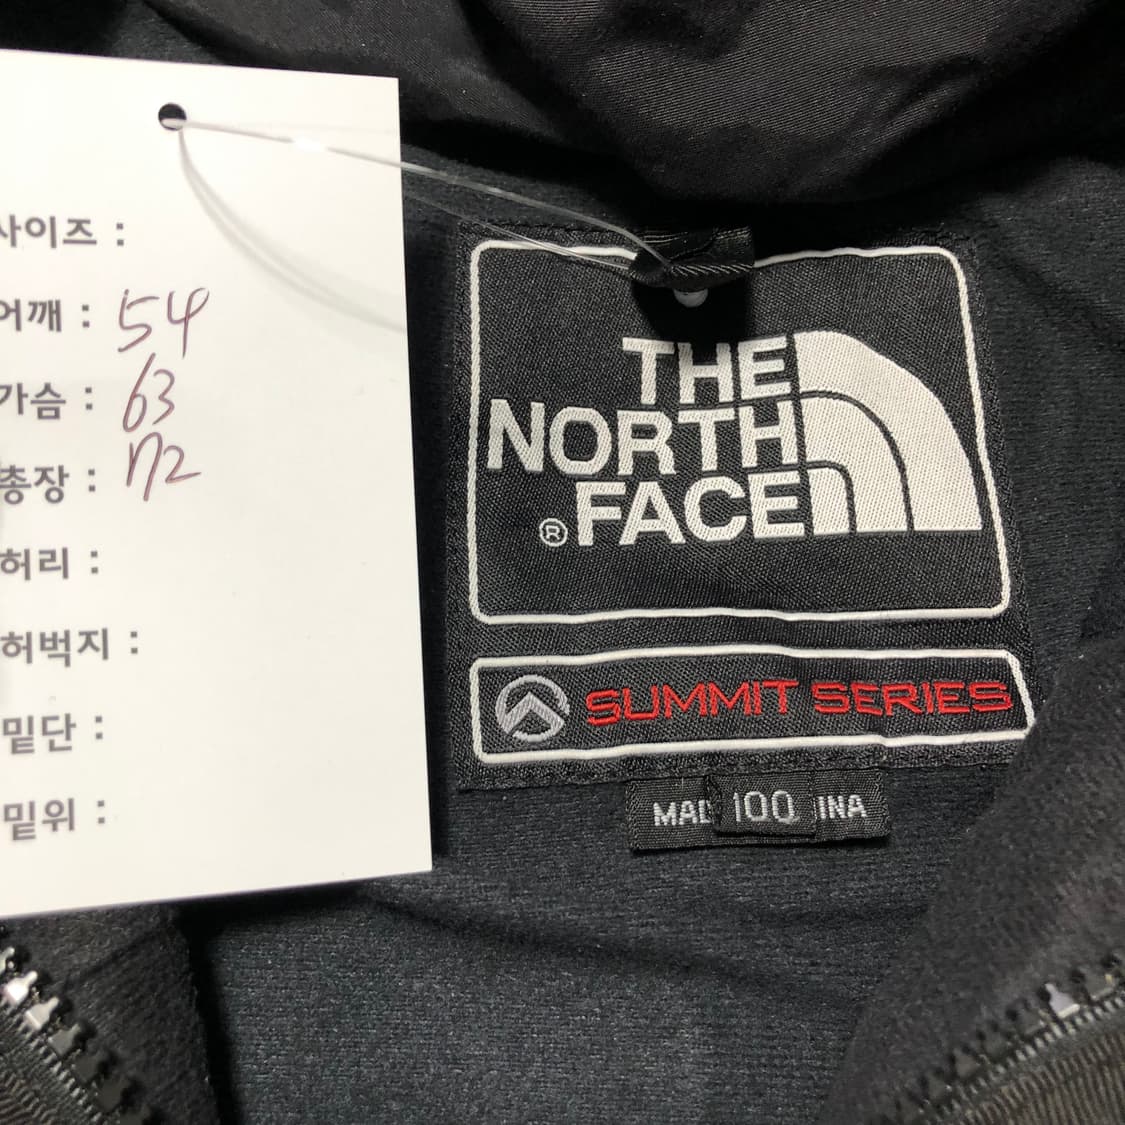 사이즈 :
어깨 : 54
가슴 : 63
총장 : 72
허리 :
허벅지 :
밑단 :
밑위 :
THE
NORTH
® FACE
SUMMIT SERIES
MAD 100 INA